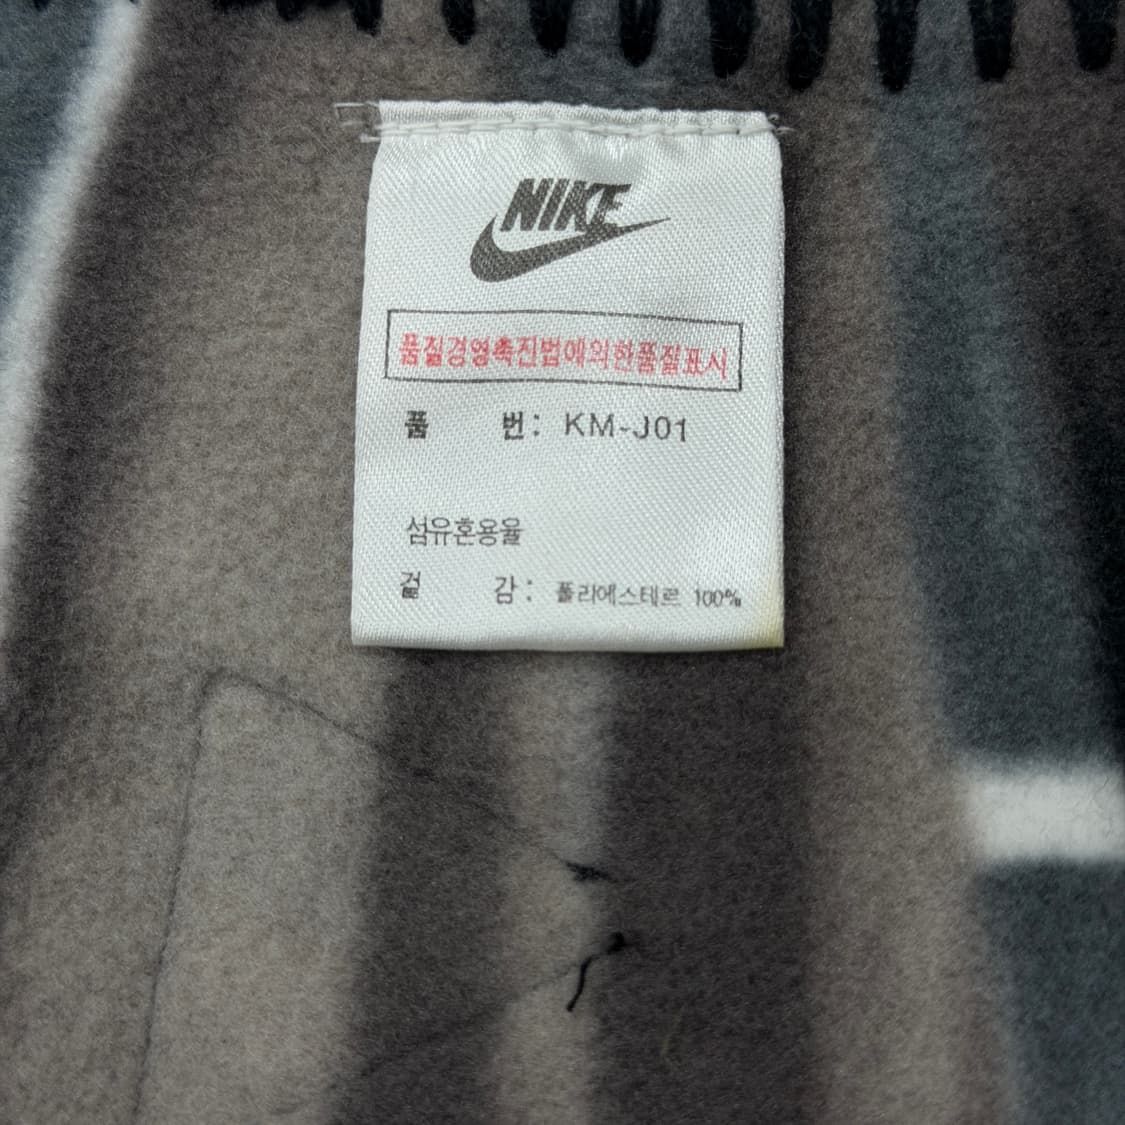 NIKE
품질경영촉진법에의한품질표시
품 번: KM-J01
섬유혼용율
겉 감: 폴리에스테르 100%